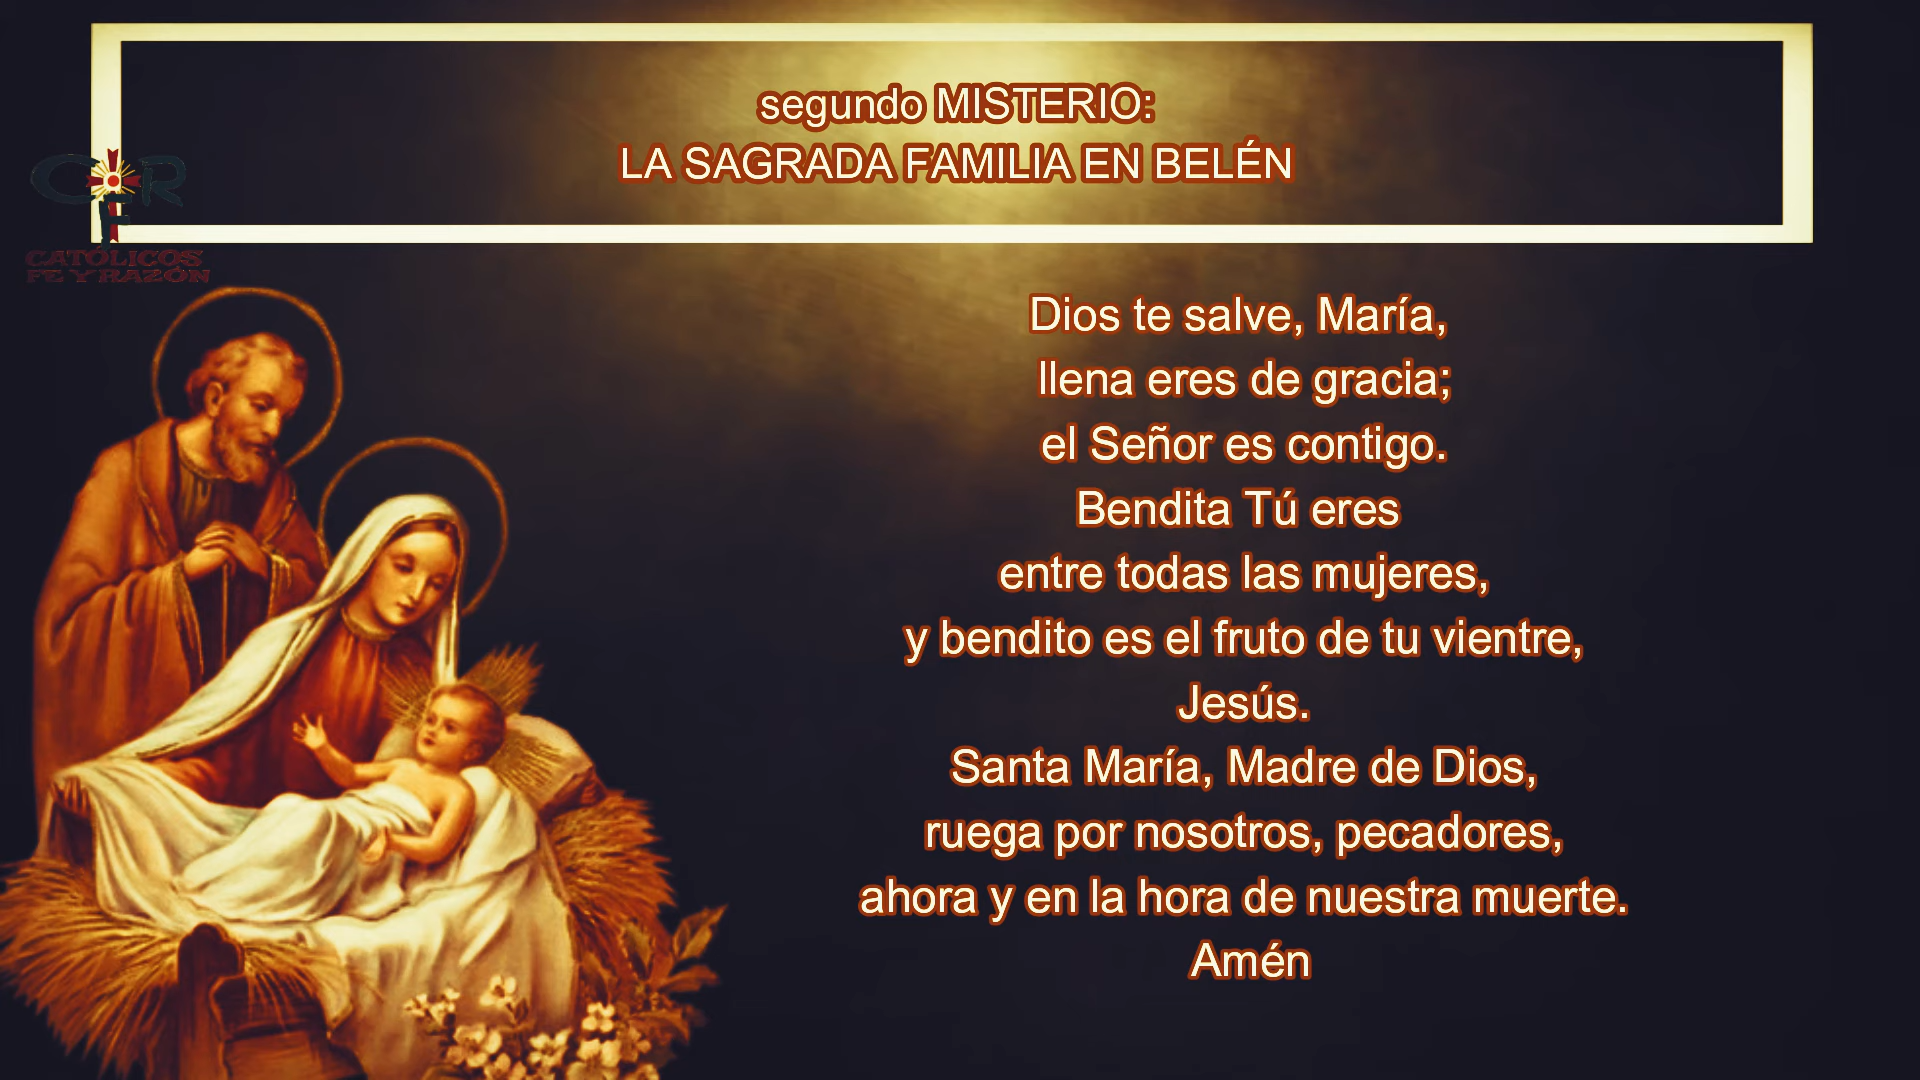 segundo MISTERIO:
LA SAGRADA FAMILIA EN BELÉN
CFR
CATÓLICOS
FE Y RAZÓN
Dios te salve, María,
llena eres de gracia;
el Señor es contigo.
Bendita Tú eres
entre todas las mujeres,
y bendito es el fruto de tu vientre,
Jesús.
Santa María, Madre de Dios,
ruega por nosotros, pecadores,
ahora y en la hora de nuestra muerte.
Amén